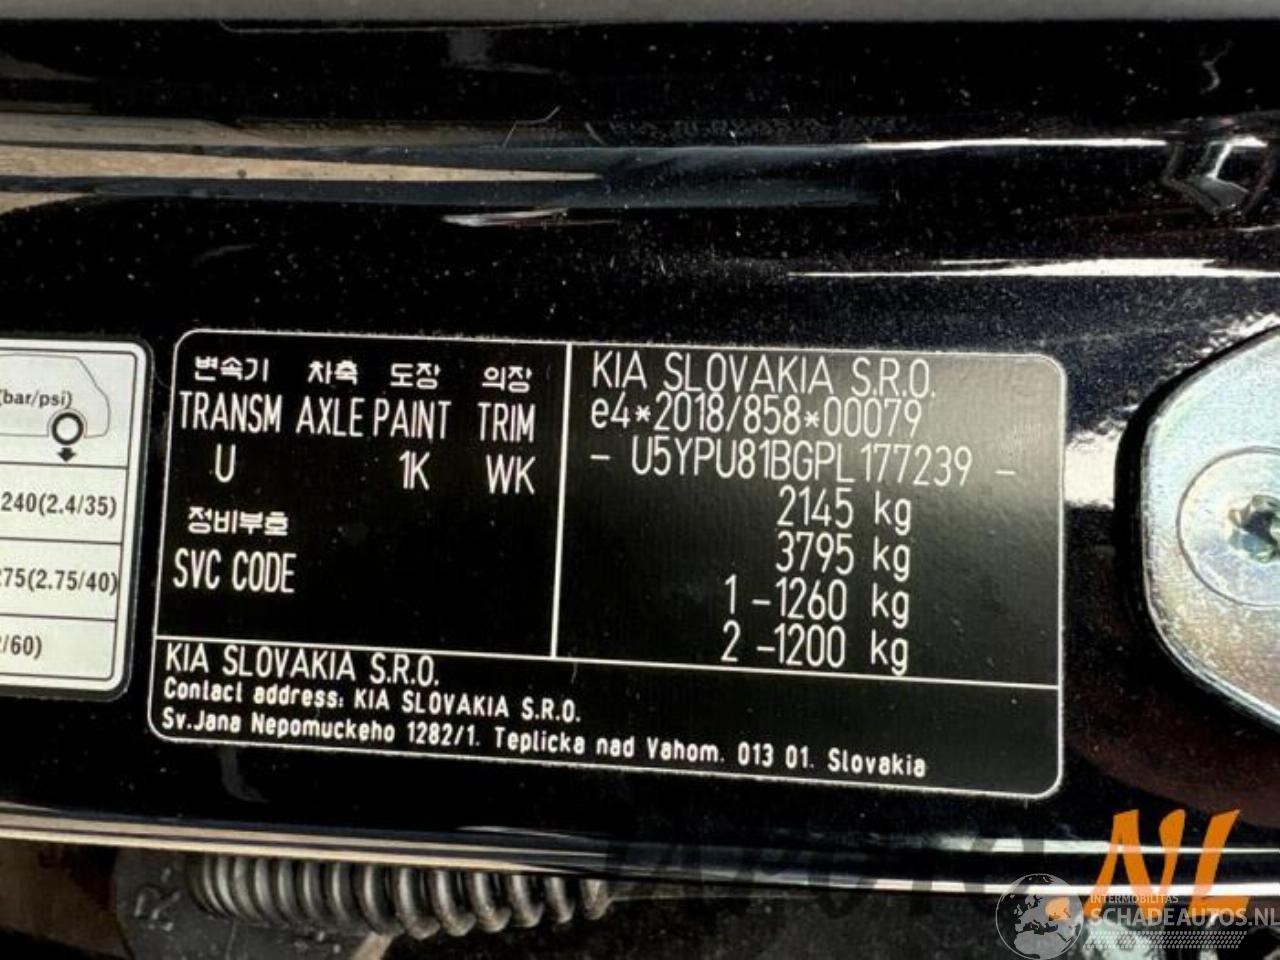 (bar/psi)
240(2.4/35)
275(2.75/40)
/60)
변속기 차축 도장 의장
TRANSM AXLE PAINT TRIM
U 1K WK
정비부호
SVC CODE
KIA SLOVAKIA S.R.O.
e4*2018/858*00079
- U5YPU81BGPL177239 -
2145 kg
3795 kg
1 -1260 kg
2 -1200 kg
KIA SLOVAKIA S.R.O.
Contact address: KIA SLOVAKIA S.R.O.
Sv.Jana Nepomuckeho 1282/1. Teplicka nad Vahom. 013 01. Slovakia
INTERMOBILITAS
SCHADEAUTOS.NL